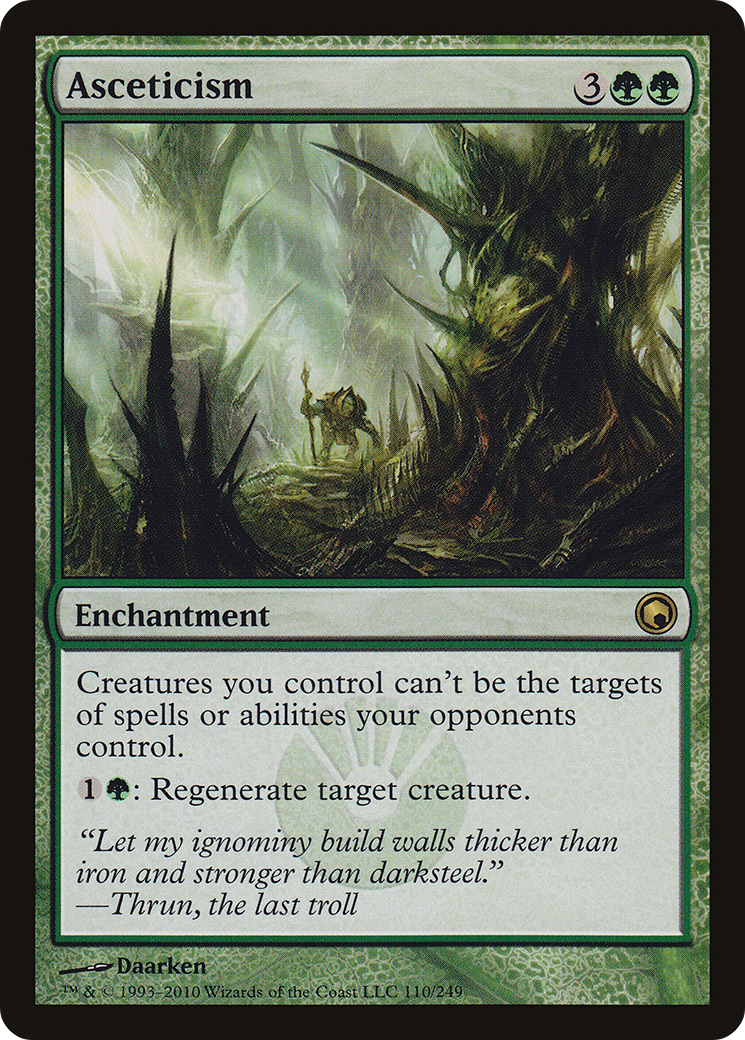 Asceticism 3
Enchantment
Creatures you control can't be the targets
of spells or abilities your opponents
control.
1 : Regenerate target creature.
“Let my ignominy build walls thicker than
iron and stronger than darksteel.”
—Thrun, the last troll
Daarken
™ & © 1993–2010 Wizards of the Coast LLC 110/249